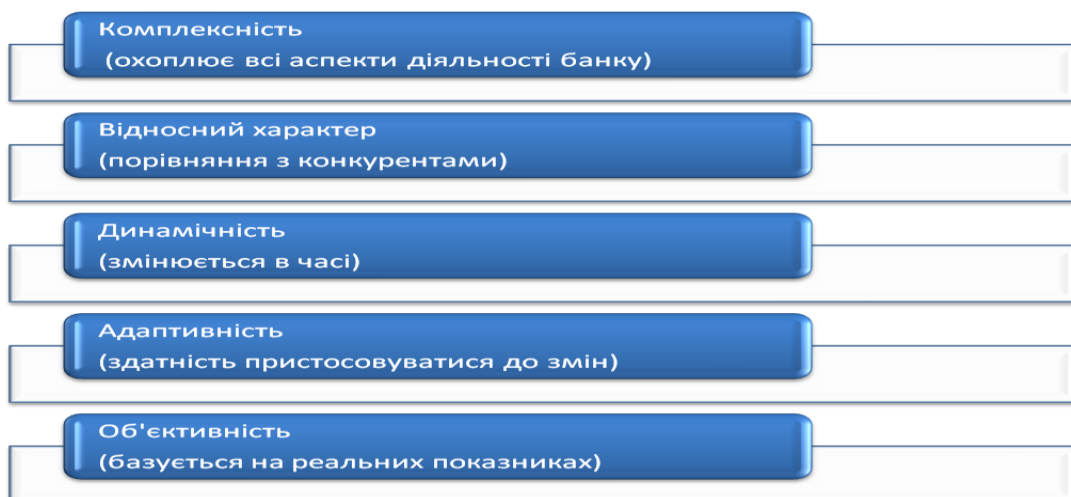 Комплексність
(охоплює всі аспекти діяльності банку)
Відносний характер
(порівняння з конкурентами)
Динамічність
(змінюється в часі)
Адаптивність
(здатність пристосовуватися до змін)
Об'єктивність
(базується на реальних показниках)